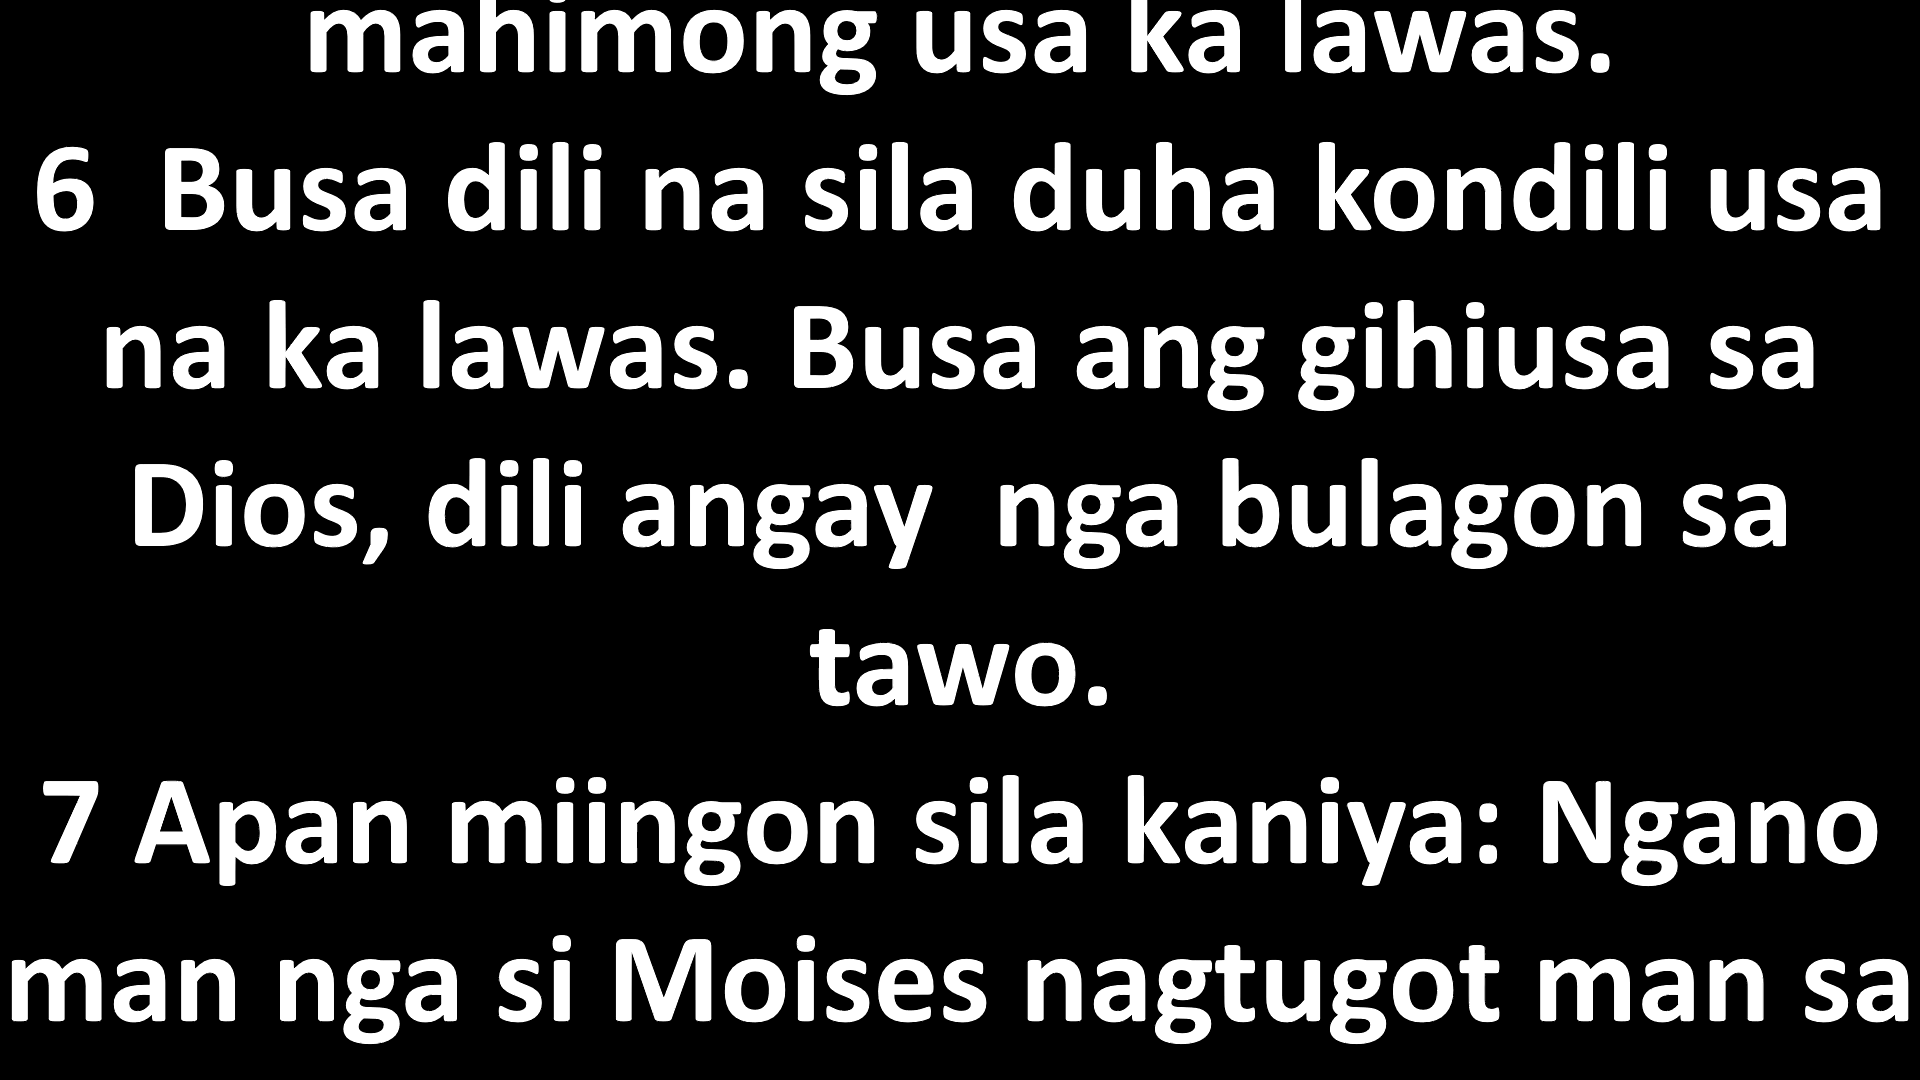 mahimong usa ka lawas.
6  Busa dili na sila duha kondili usa
na ka lawas. Busa ang gihiusa sa
Dios, dili angay  nga bulagon sa
tawo.
7 Apan miingon sila kaniya: Ngano
man nga si Moises nagtugot man sa